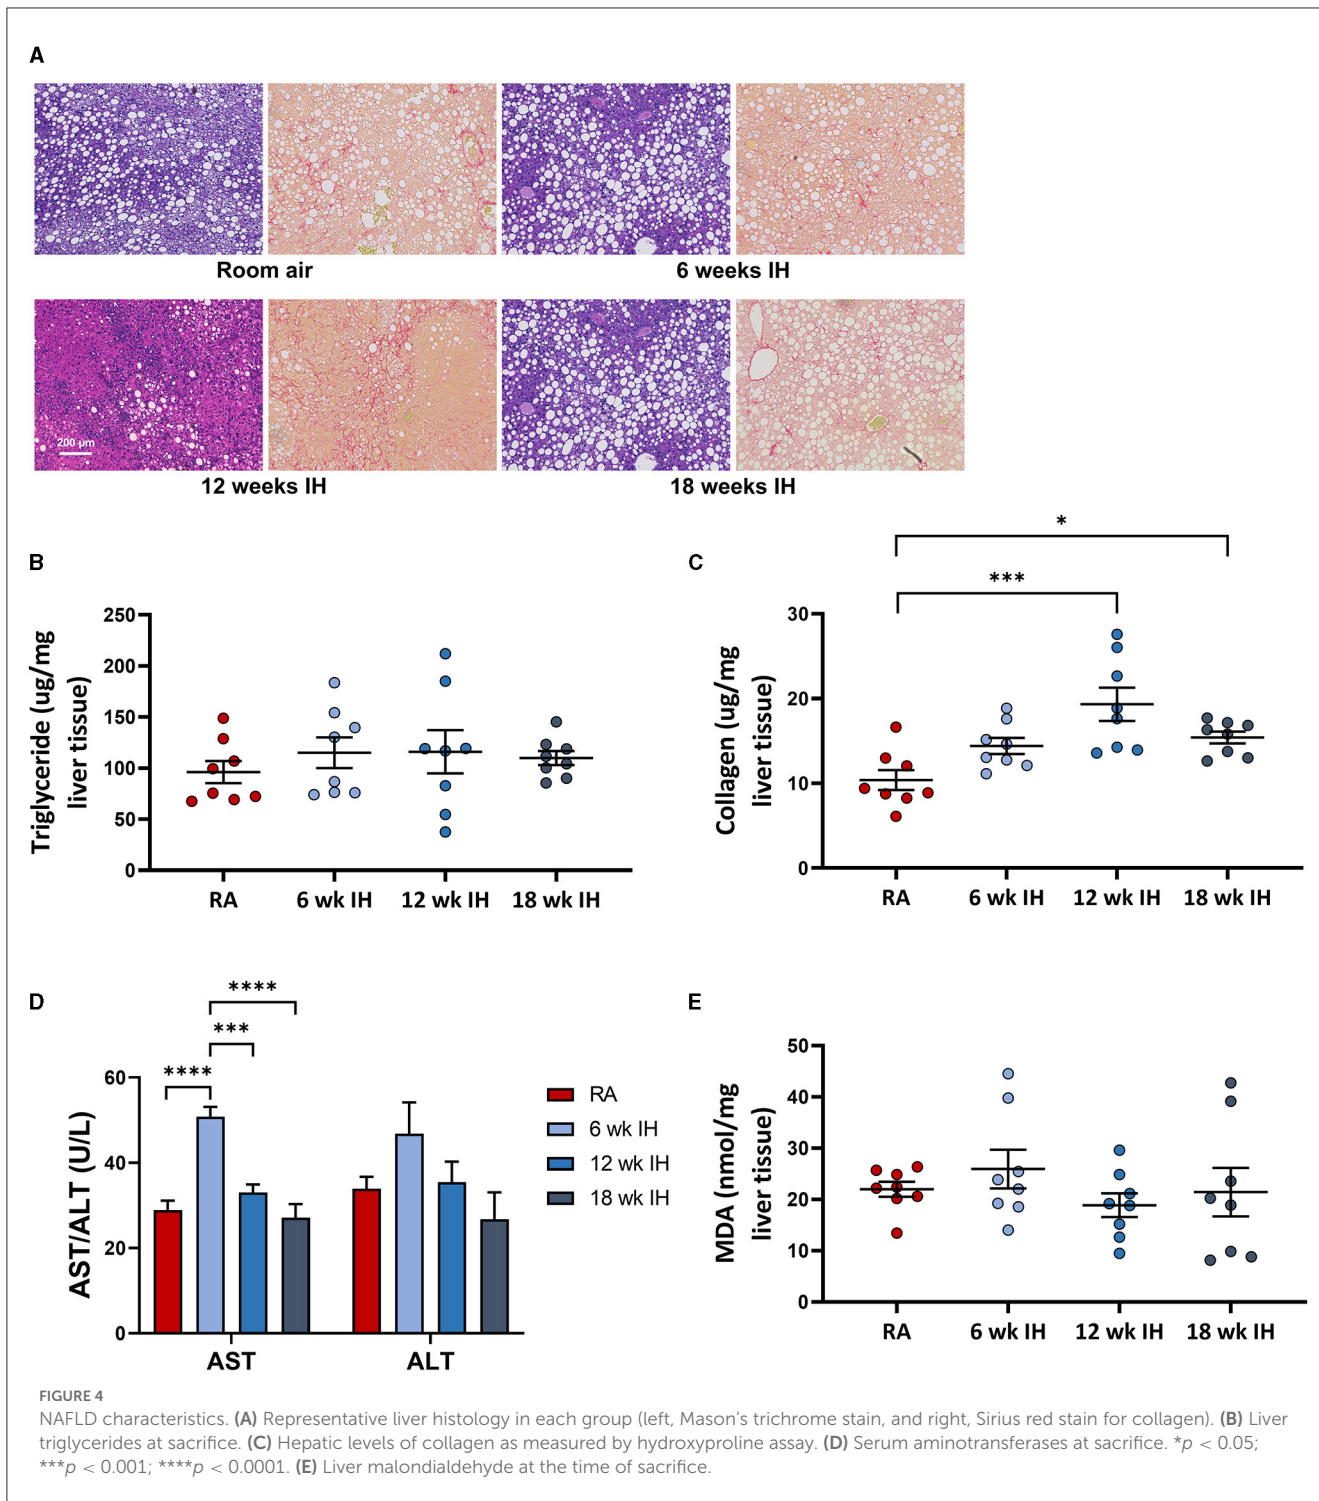 A
Room air
6 weeks IH
200 µm
12 weeks IH
18 weeks IH
B
Triglyceride (ug/mg
liver tissue)
250
200
150
100
50
0
RA
6 wk IH
12 wk IH
18 wk IH
C
*
***
Collagen (ug/mg
liver tissue)
30
20
10
0
RA
6 wk IH
12 wk IH
18 wk IH
D
****
***
****
AST/ALT (U/L)
60
40
20
0
AST
ALT
RA
6 wk IH
12 wk IH
18 wk IH
E
MDA (nmol/mg
liver tissue)
50
40
30
20
10
0
RA
6 wk IH
12 wk IH
18 wk IH
FIGURE 4
NAFLD characteristics. (A) Representative liver histology in each group (left, Mason's trichrome stain, and right, Sirius red stain for collagen). (B) Liver
triglycerides at sacrifice. (C) Hepatic levels of collagen as measured by hydroxyproline assay. (D) Serum aminotransferases at sacrifice. *p < 0.05;
***p < 0.001; ****p < 0.0001. (E) Liver malondialdehyde at the time of sacrifice.